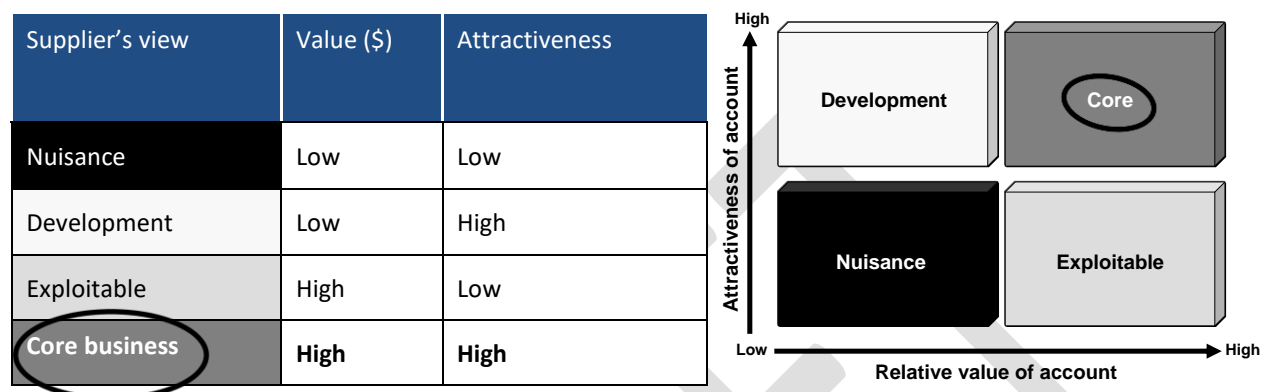 Supplier’s view Value ($) Attractiveness
Nuisance Low Low
Development Low High
Exploitable High Low
Core business High High
High
Attractiveness of account
Development Core
Nuisance Exploitable
Low High
Relative value of account